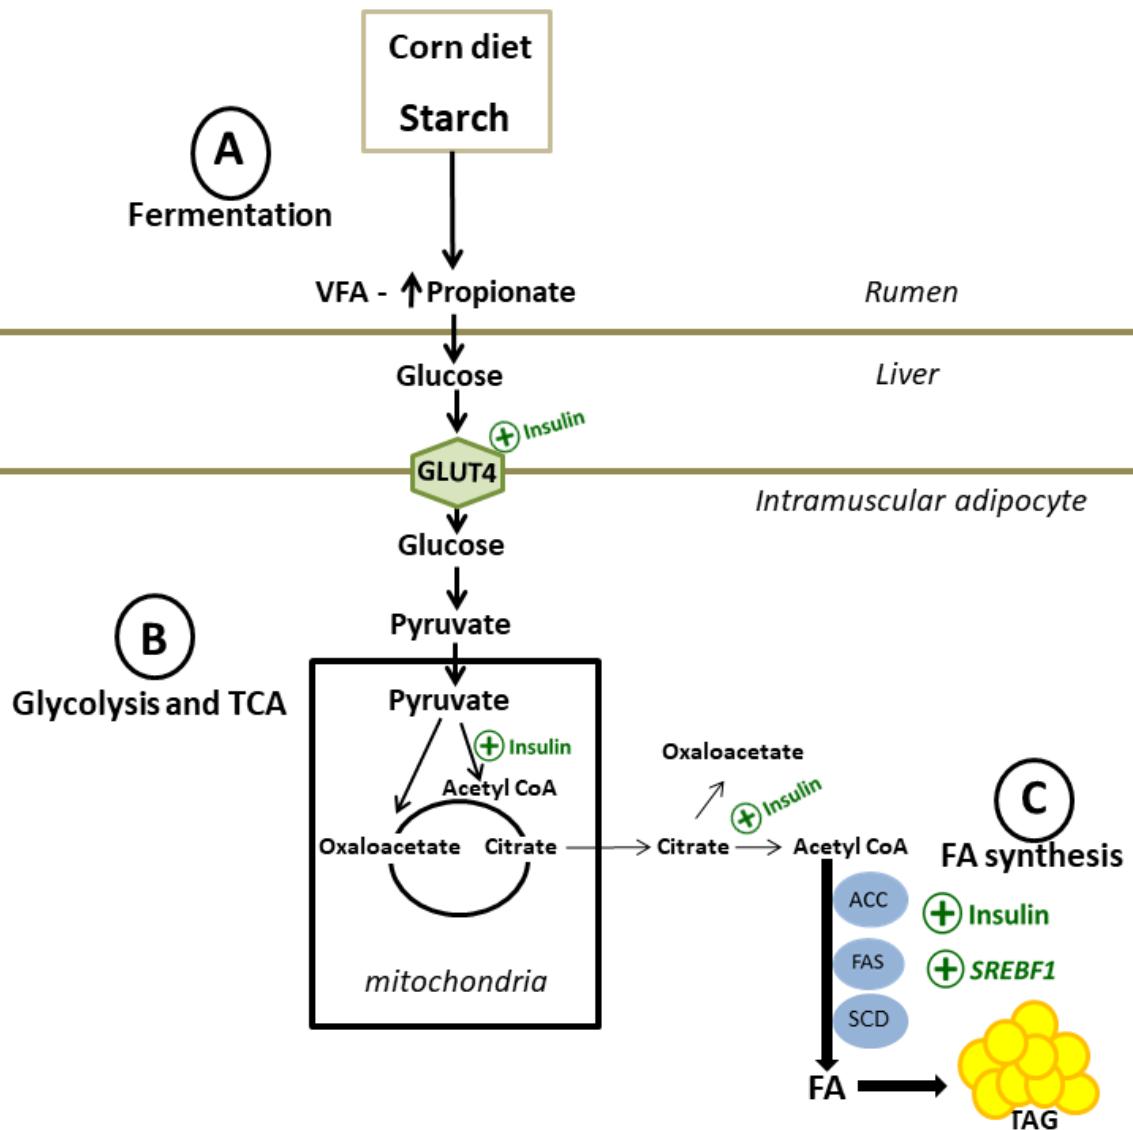 Corn diet
Starch
A
Fermentation
VFA - ↑Propionate
Rumen
Glucose
Liver
+ Insulin
GLUT4
Intramuscular adipocyte
Glucose
Pyruvate
B
Glycolysis and TCA
Pyruvate
+ Insulin
Acetyl CoA
Oxaloacetate
Citrate
mitochondria
Oxaloacetate
+ Insulin
Citrate
Acetyl CoA
C
FA synthesis
ACC
+ Insulin
FAS
+ SREBF1
SCD
FA
TAG